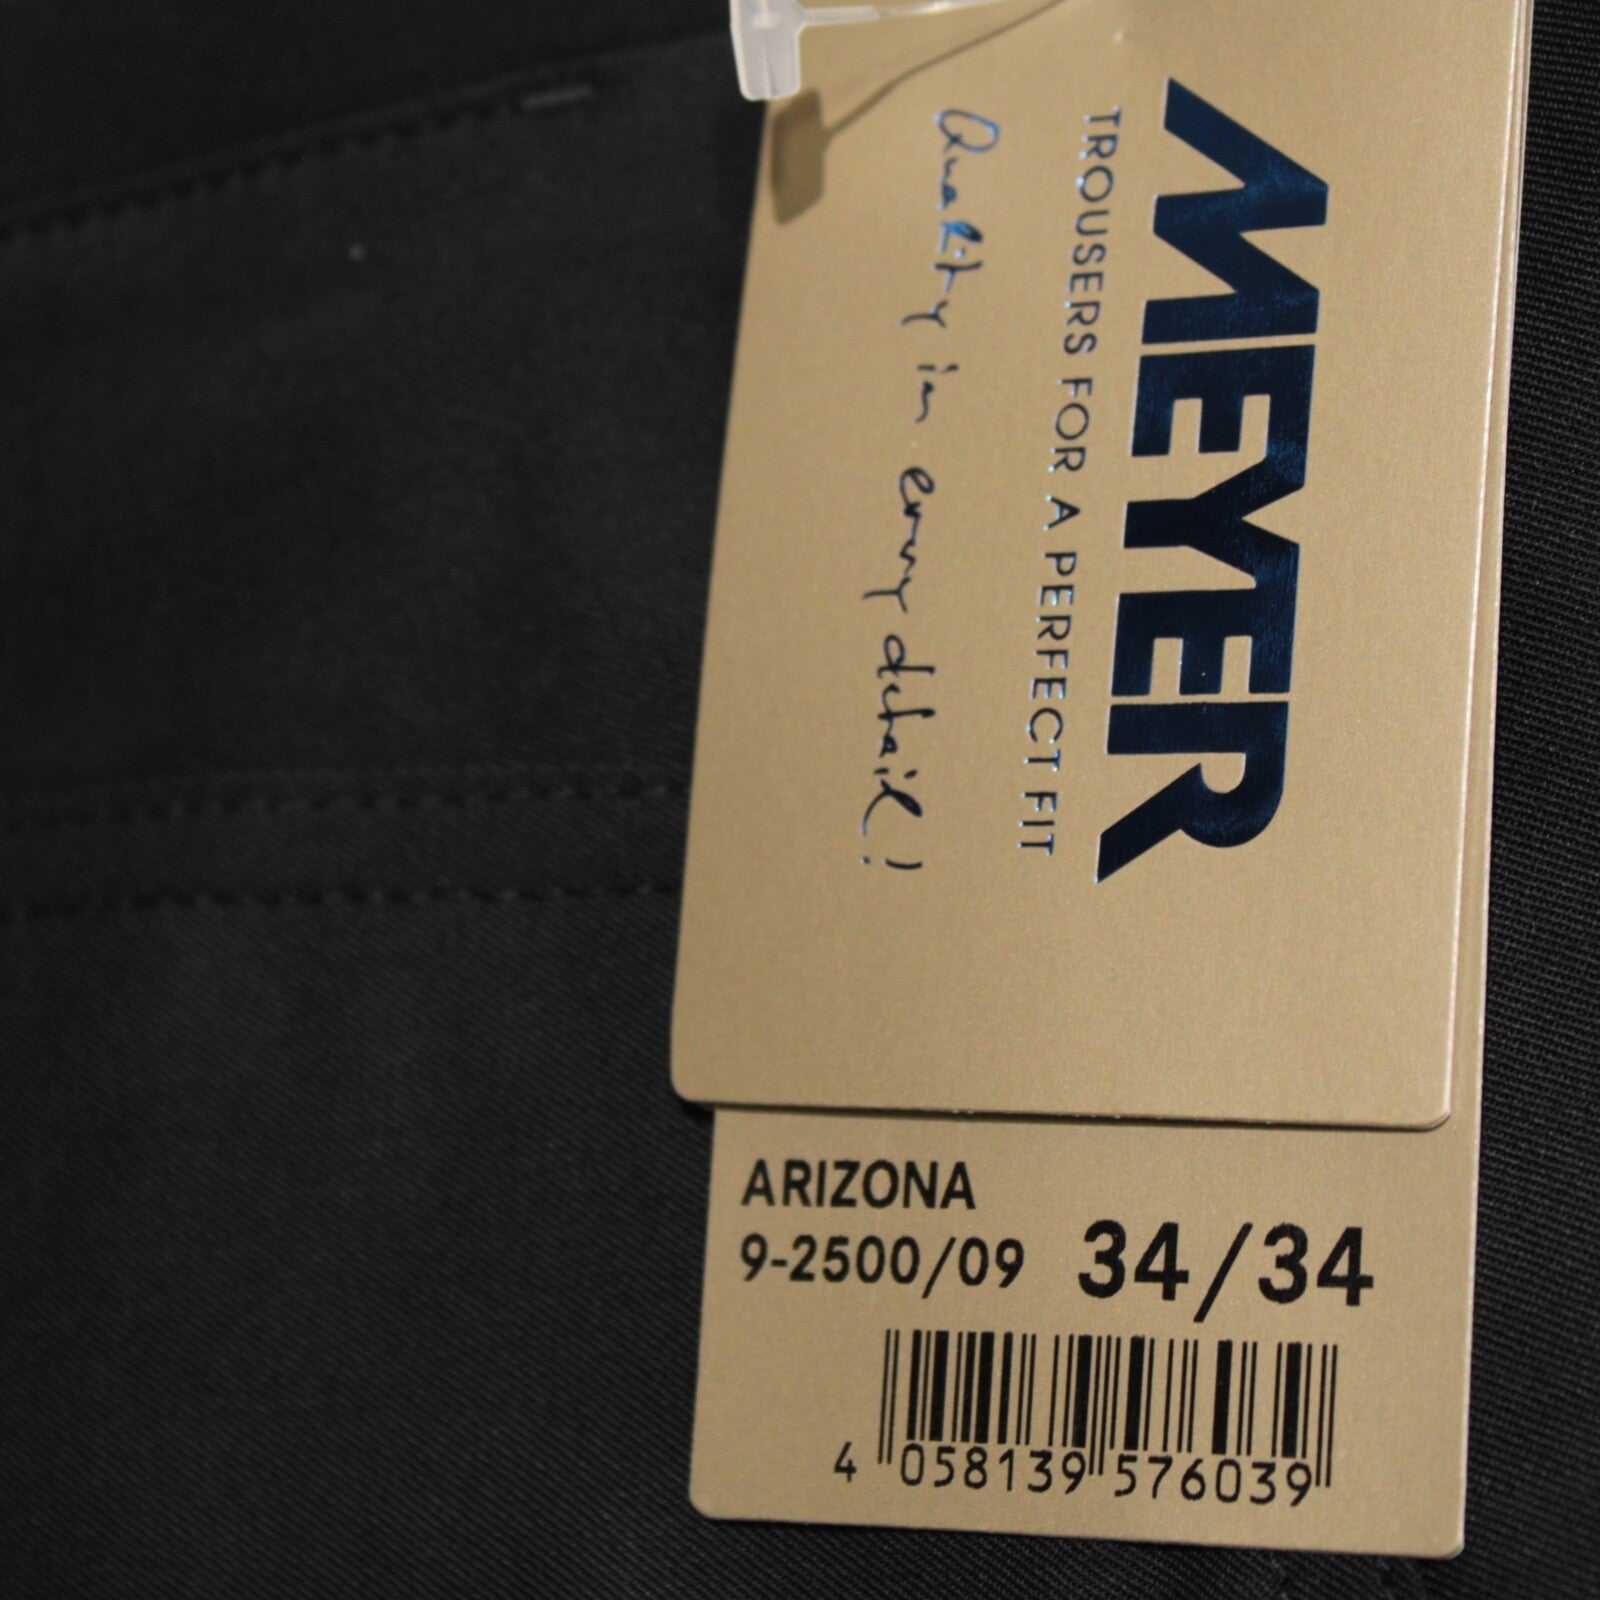 MEYER
TROUSERS FOR A PERFECT FIT
Quality in every detail!
ARIZONA
9-2500/09 34/34
4 058139 576039